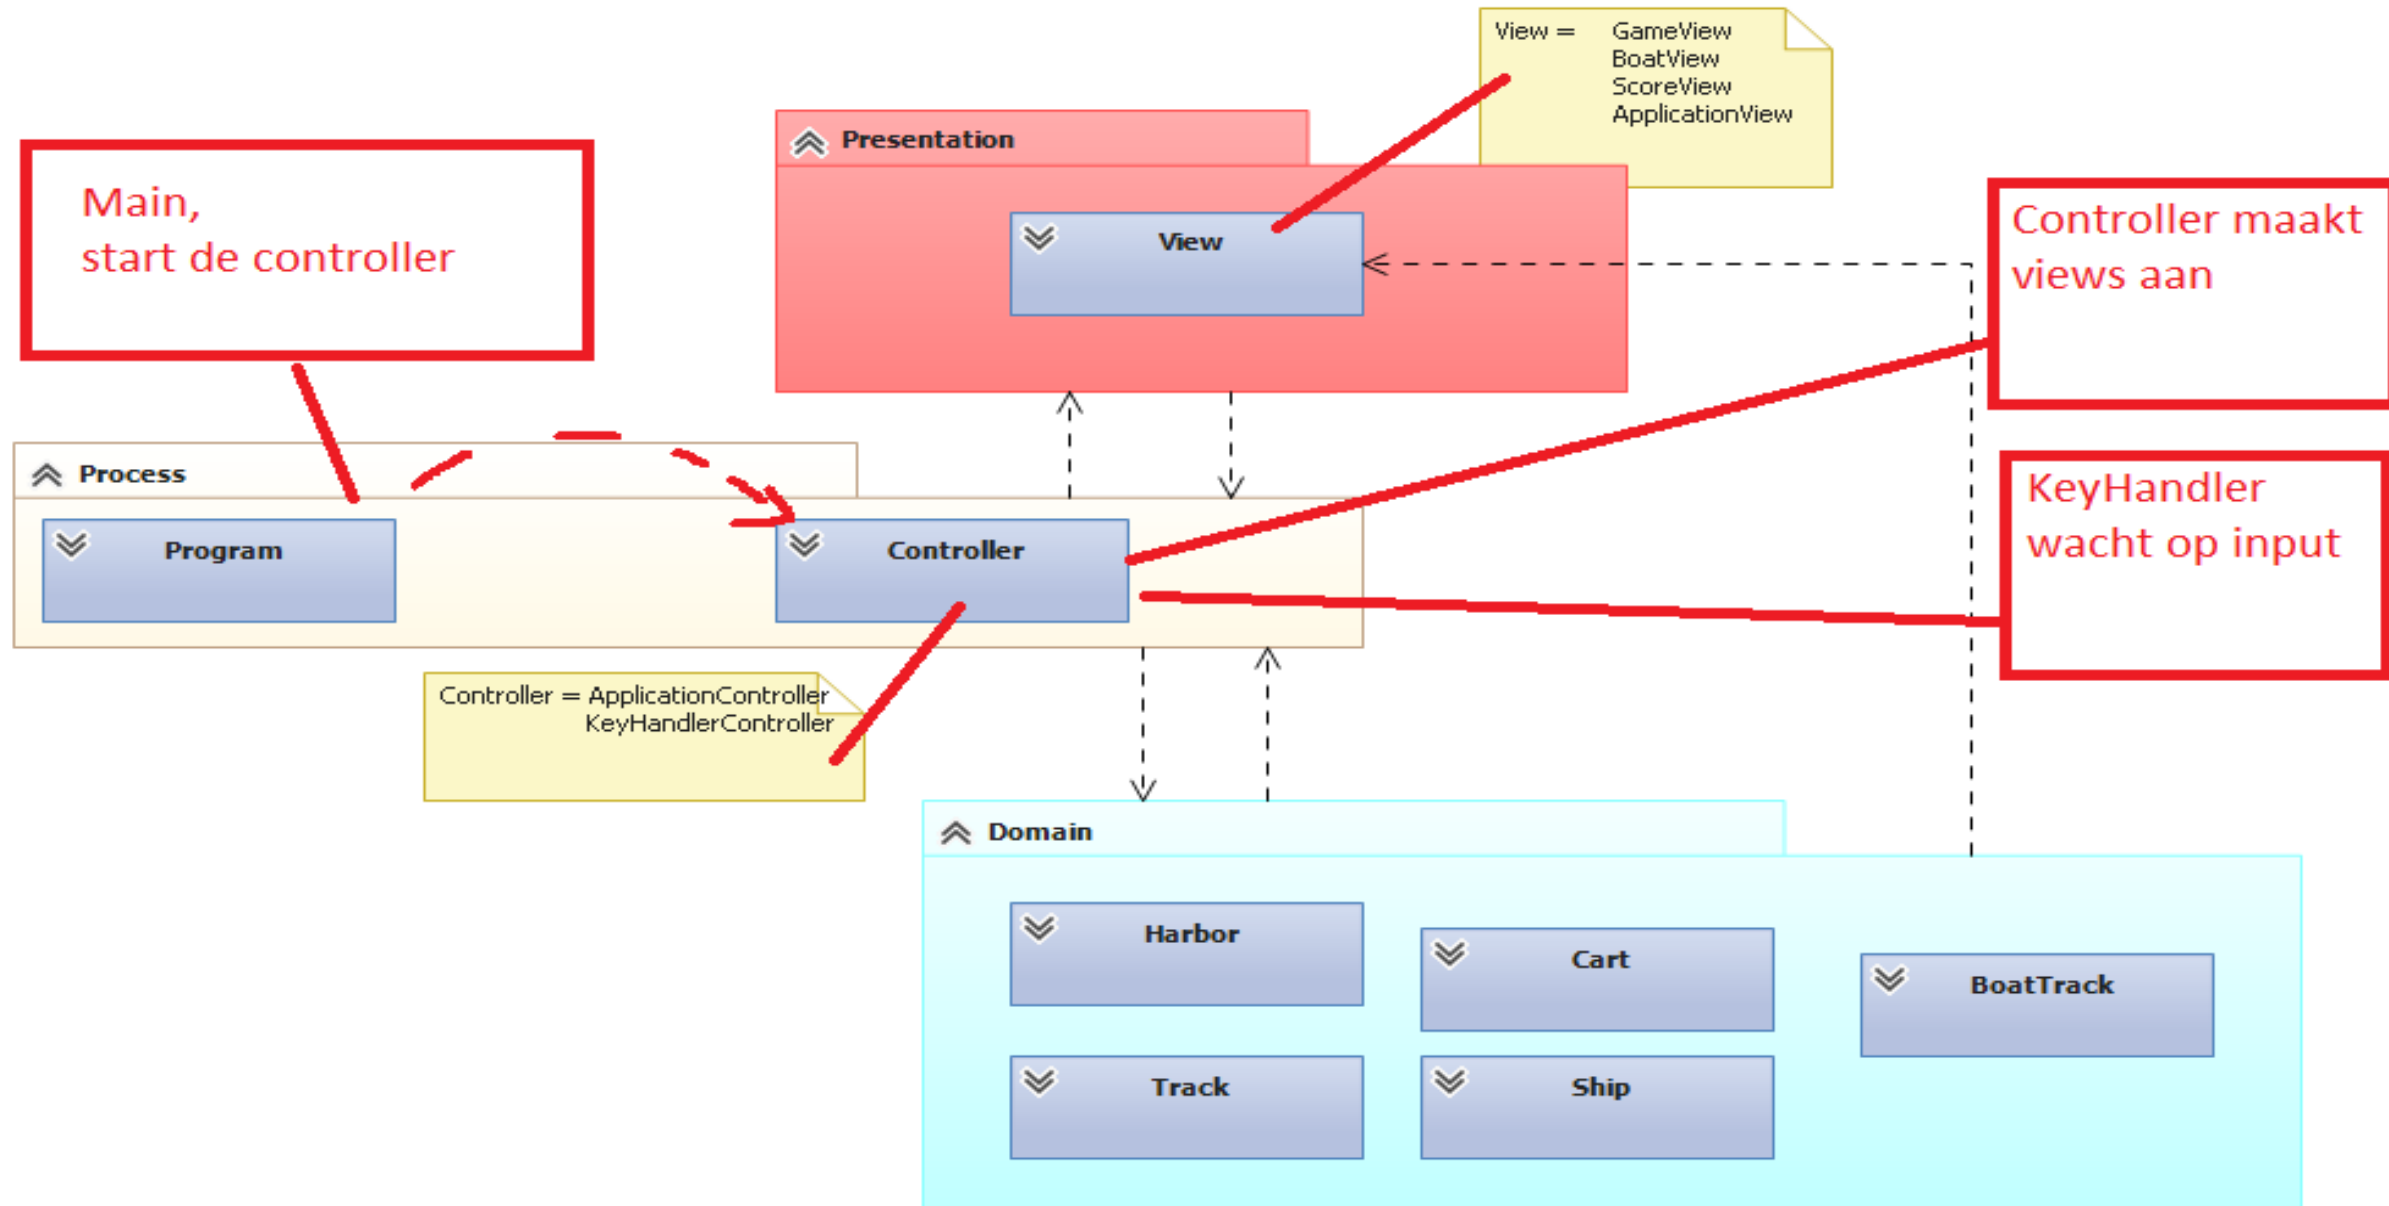 View = GameView
BoatView
ScoreView
ApplicationView
Presentation
View
Main,
start de controller
Controller maakt
views aan
Process
Program
Controller
KeyHandler
wacht op input
Controller = ApplicationController
KeyHandlerController
Domain
Harbor
Cart
BoatTrack
Track
Ship